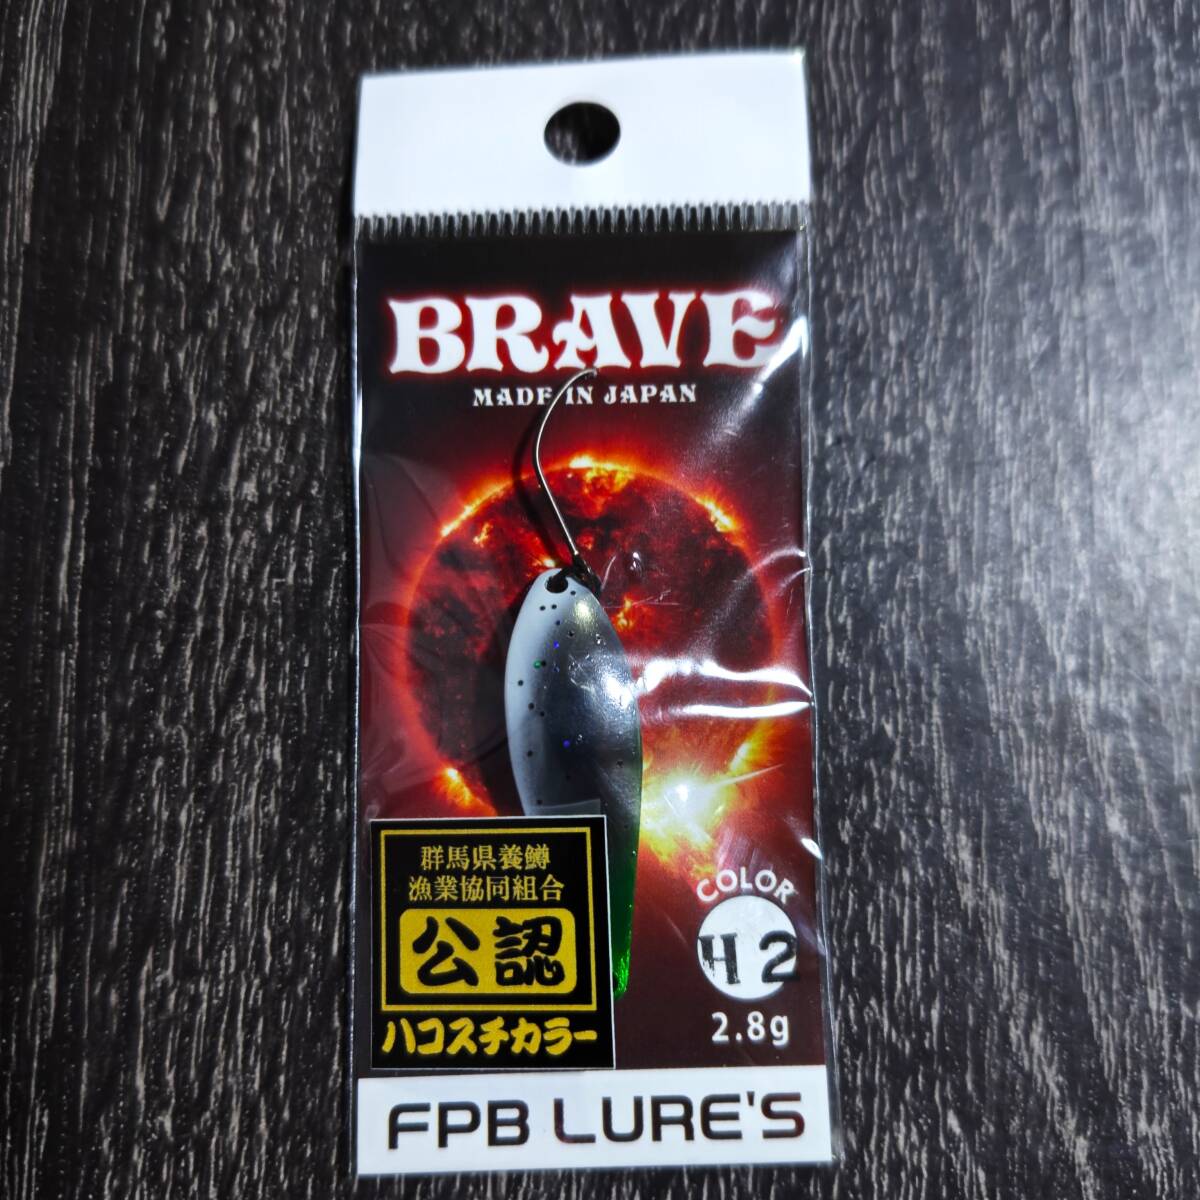 BRAVE
MADE IN JAPAN
群馬県養鱒
漁業協同組合
公認
ハコスチカラー
COLOR
H2
2.8g
FPB LURE'S